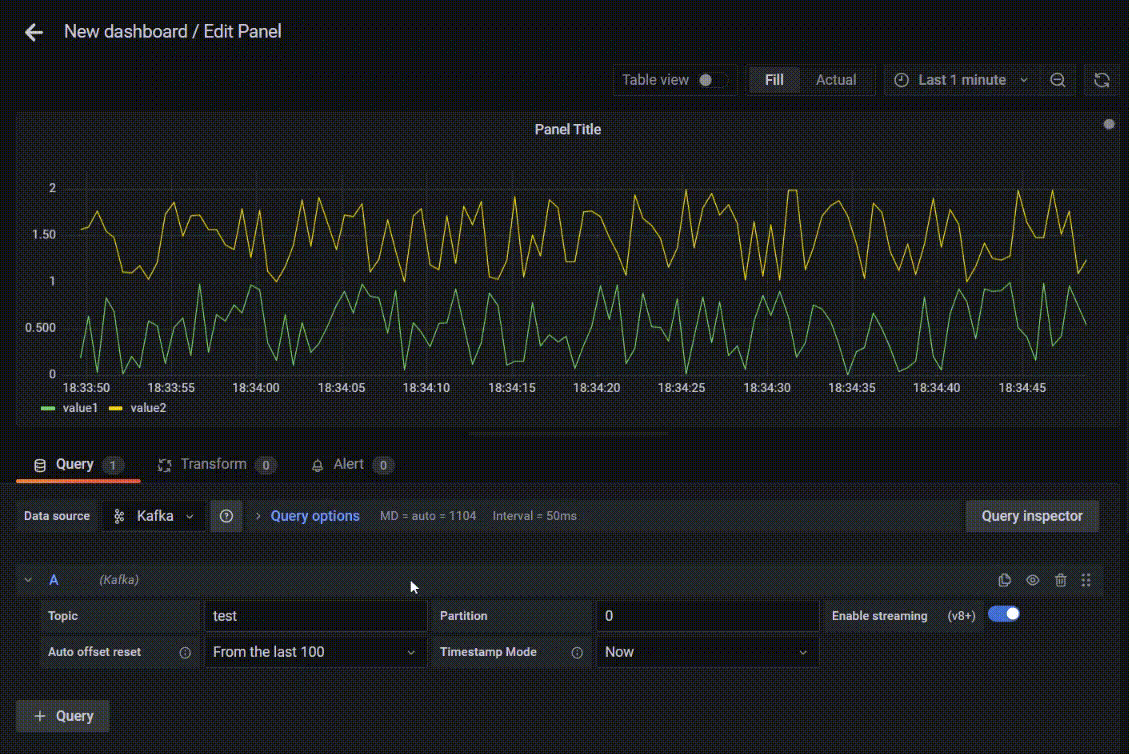 New dashboard / Edit Panel
Table view Fill Actual Last 1 minute
Panel Title
2
1.50
1
0.500
0
18:33:50 18:33:55 18:34:00 18:34:05 18:34:10 18:34:15 18:34:20 18:34:25 18:34:30 18:34:35 18:34:40 18:34:45
value1 value2
Query 1 Transform 0 Alert 0
Data source Kafka Query options MD = auto = 1104 Interval = 50ms Query inspector
A (Kafka)
Topic test Partition 0 Enable streaming (v8+)
Auto offset reset From the last 100 Timestamp Mode Now
+ Query